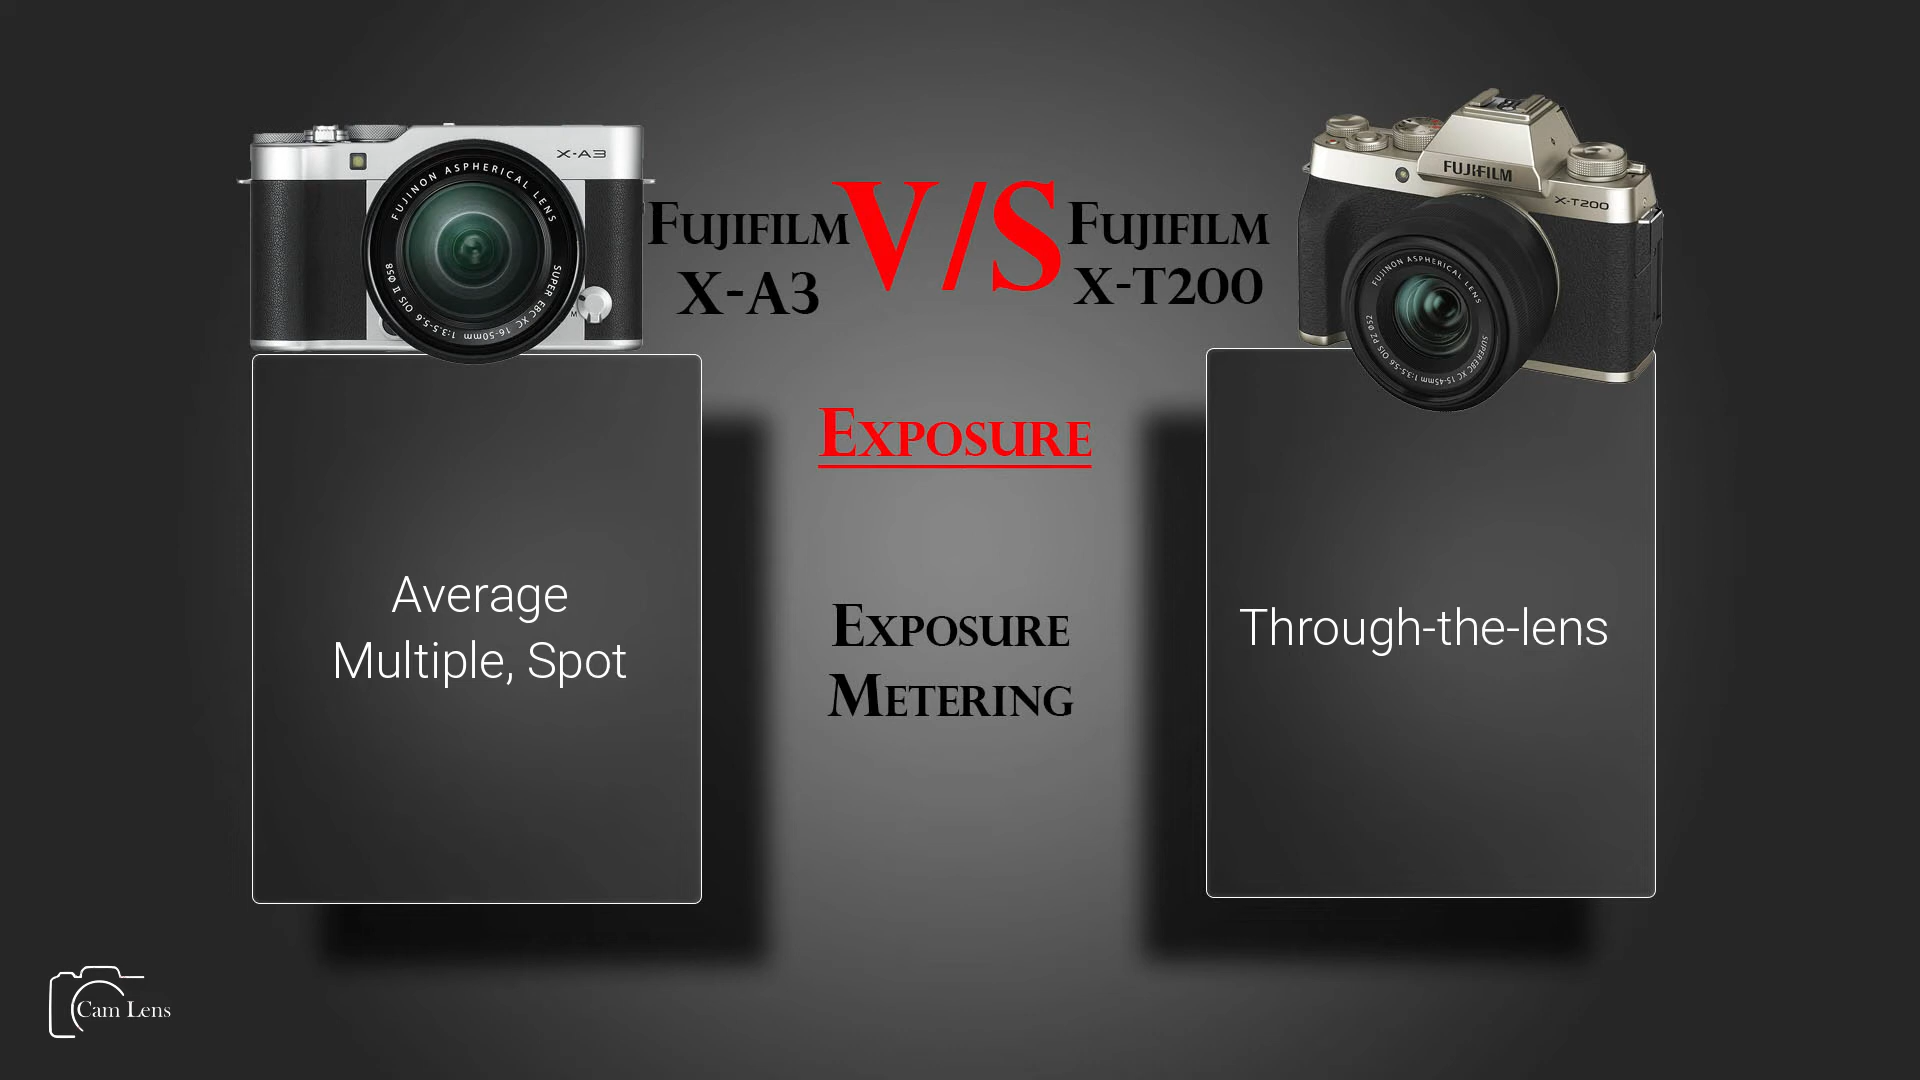 X-A3
FUJINON ASPHERICAL LENS
SUPER EBC XC 16-50mm 1:3.5-5.6 OIS II Ø58
FUJIFILM
X-A3
V/S
FUJIFILM
X-T200
FUJIFILM
X-T200
FUJINON ASPHERICAL LENS
SUPER EBC XC 15-45mm 1:3.5-5.6 OIS PZ Ø52
EXPOSURE
Average
Multiple, Spot
EXPOSURE
METERING
Through-the-lens
Cam Lens